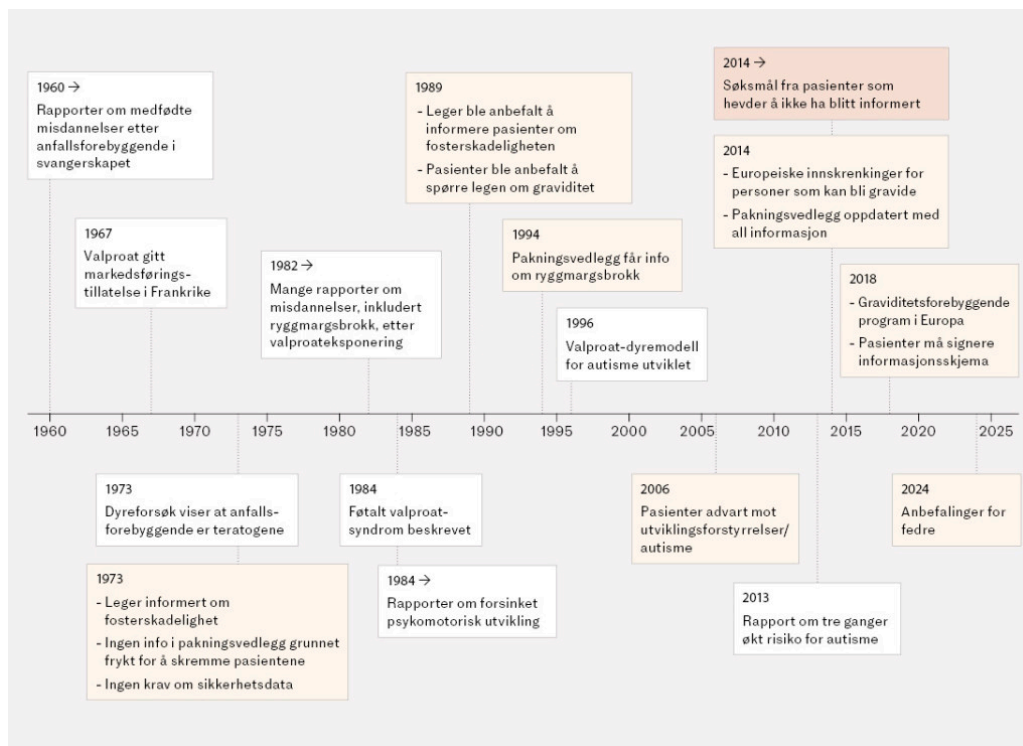 1960 →
Rapporter om medfødte
misdannelser etter
anfallsforebyggende i
svangerskapet
1967
Valproat gitt
markedsførings-
tillatelse i Frankrike
1982 →
Mange rapporter om
misdannelser, inkludert
ryggmargsbrokk, etter
valproateksponering
1989
- Leger ble anbefalt å
informere pasienter om
fosterskadeligheten
- Pasienter ble anbefalt å
spørre legen om graviditet
1994
Pakningsvedlegg får info
om ryggmargsbrokk
1996
Valproat-dyremodell
for autisme utviklet
2014 →
Søksmål fra pasienter som
hevder å ikke ha blitt informert
2014
- Europeiske innskrenkinger for
personer som kan bli gravide
- Pakningsvedlegg oppdatert med
all informasjon
2018
- Graviditetsforebyggende
program i Europa
- Pasienter må signere
informasjonsskjema
1960 1965 1970 1975 1980 1985 1990 1995 2000 2005 2010 2015 2020 2025
1973
Dyreforsøk viser at anfalls-
forebyggende er teratogene
1973
- Leger informert om
fosterskadelighet
- Ingen info i pakningsvedlegg grunnet
frykt for å skremme pasientene
- Ingen krav om sikkerhetsdata
1984
Føtalt valproat-
syndrom beskrevet
1984 →
Rapporter om forsinket
psykomotorisk utvikling
2006
Pasienter advart mot
utviklingsforstyrrelser/
autisme
2013
Rapport om tre ganger
økt risiko for autisme
2024
Anbefalinger for
fedre